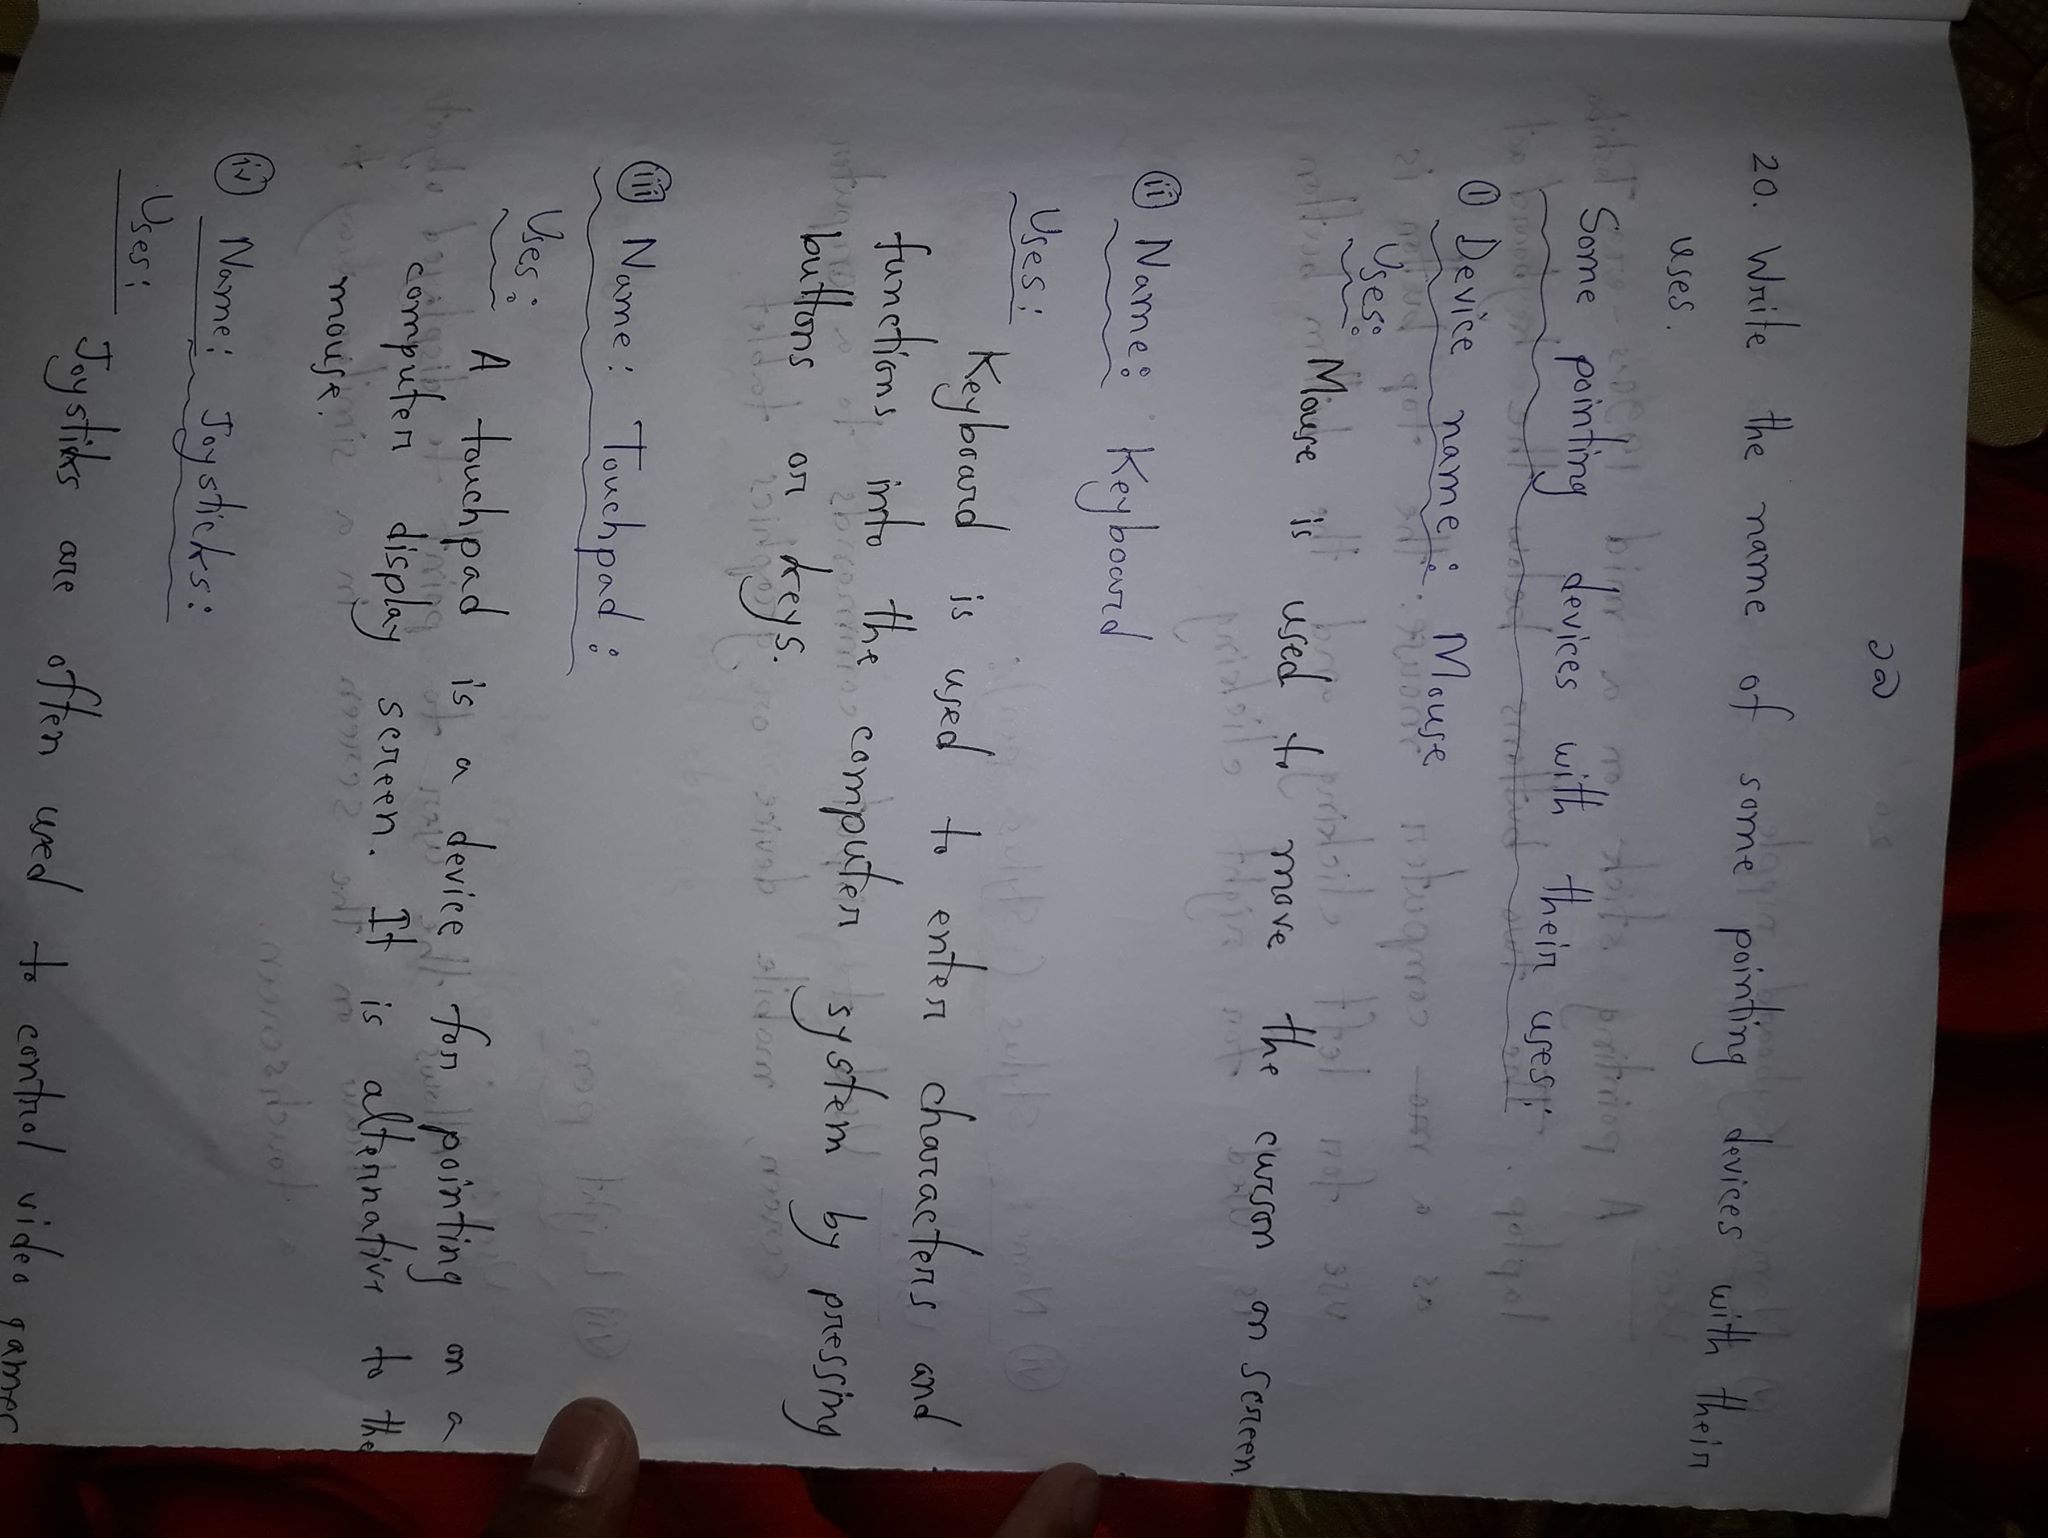 ১৯
20. Write the name of some pointing devices with their
uses.
Some pointing devices with their uses:
① Device name: Mouse
Uses:
Mouse is used to move the cursor on screen.
ⅱ Name: Keyboard
Uses:
Keyboard is used to enter characters and
functions into the computer system by pressing
buttons or keys.
ⅲ Name: Touchpad:
Uses:
A touchpad is a device for pointing on a
computer display screen. It is alternative to the
mouse.
ⅳ Name: Joysticks:
Uses:
Joysticks are often used to control video games